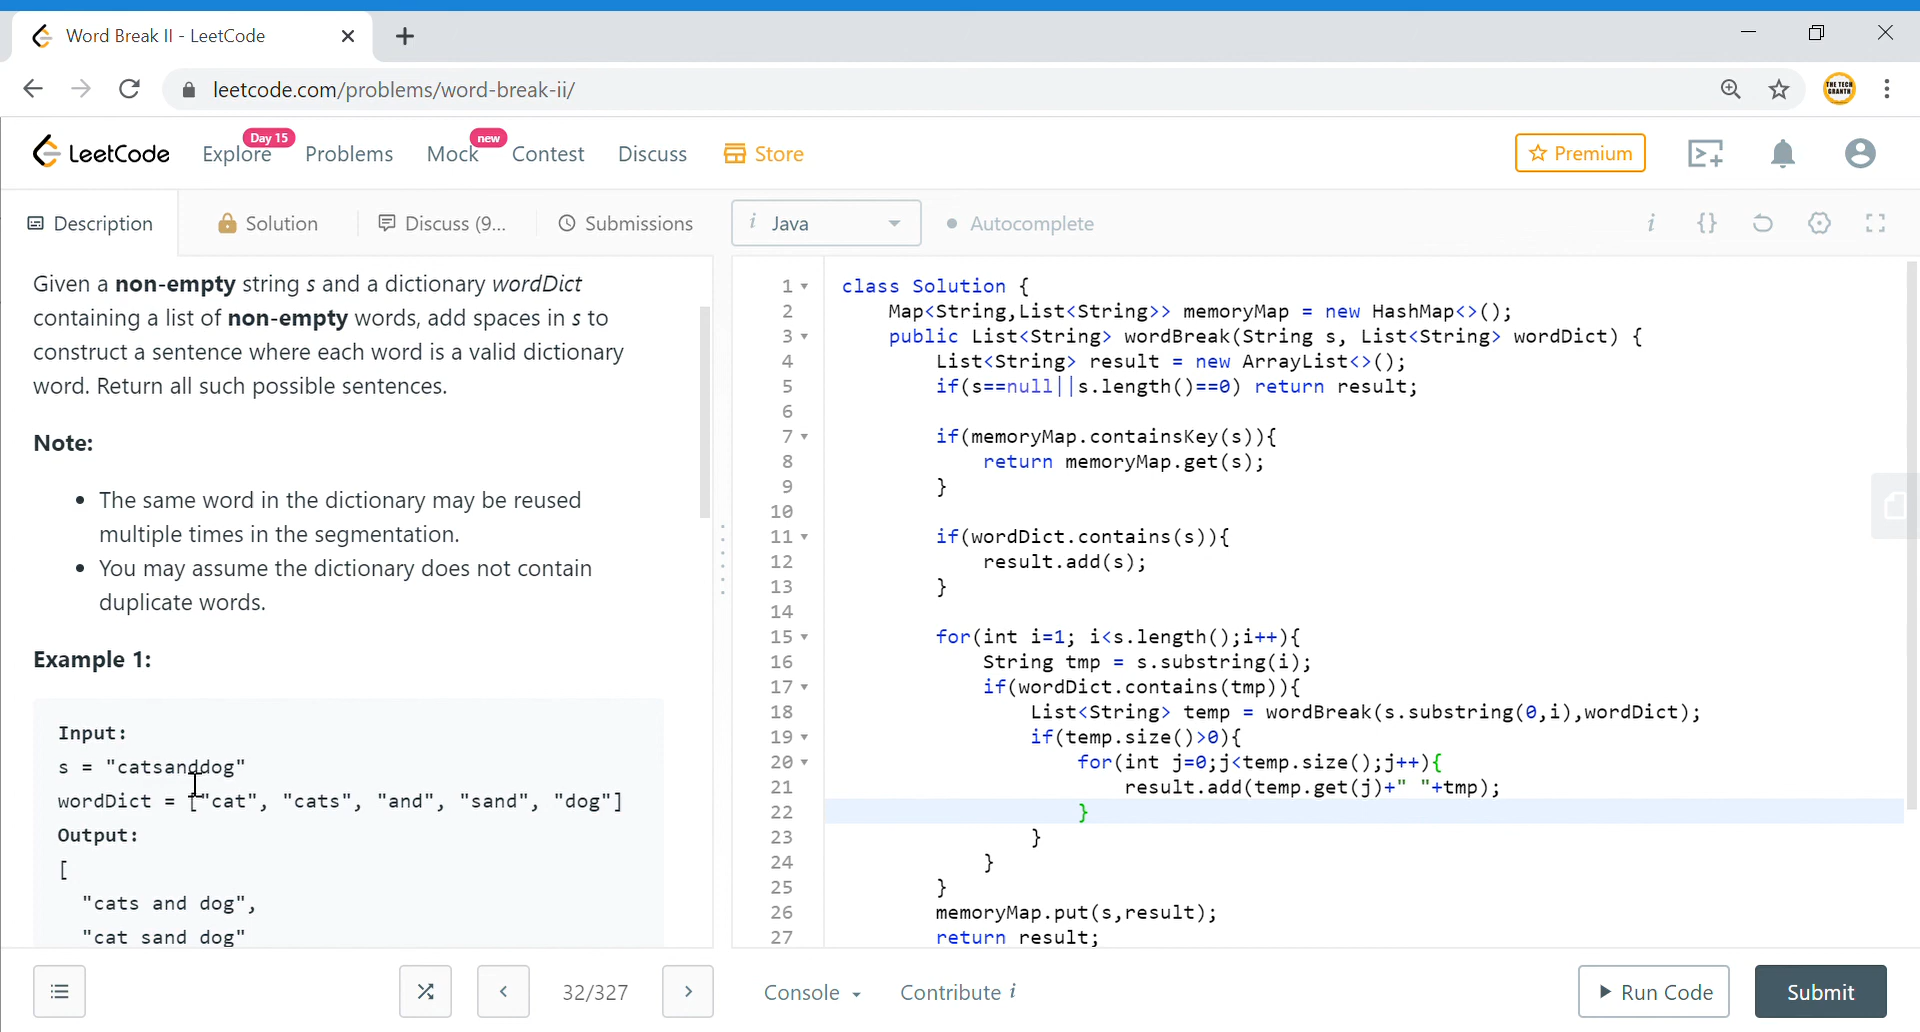 Word Break II - LeetCode
leetcode.com/problems/word-break-ii/
THE TECH GRANTH
LeetCode
Explore
Day 15
Problems
Mock
new
Contest
Discuss
Store
Premium
Description
Solution
Discuss (9...
Submissions
i Java
Autocomplete
i {}
Given a non-empty string s and a dictionary wordDict
containing a list of non-empty words, add spaces in s to
construct a sentence where each word is a valid dictionary
word. Return all such possible sentences.
Note:
• The same word in the dictionary may be reused
multiple times in the segmentation.
• You may assume the dictionary does not contain
duplicate words.
Example 1:
Input:
s = "catsanddog"
wordDict = ["cat", "cats", "and", "sand", "dog"]
Output:
[
"cats and dog",
"cat sand dog"
1 class Solution {
2 Map<String,List<String>> memoryMap = new HashMap<>();
3 public List<String> wordBreak(String s, List<String> wordDict) {
4 List<String> result = new ArrayList<>();
5 if(s==null||s.length()==0) return result;
6
7 if(memoryMap.containsKey(s)){
8 return memoryMap.get(s);
9 }
10
11 if(wordDict.contains(s)){
12 result.add(s);
13 }
14
15 for(int i=1; i<s.length();i++){
16 String tmp = s.substring(i);
17 if(wordDict.contains(tmp)){
18 List<String> temp = wordBreak(s.substring(0,i),wordDict);
19 if(temp.size()>0){
20 for(int j=0;j<temp.size();j++){
21 result.add(temp.get(j)+" "+tmp);
22 }
23 }
24 }
25 }
26 memoryMap.put(s,result);
27 return result;
32/327
Console
Contribute i
Run Code
Submit